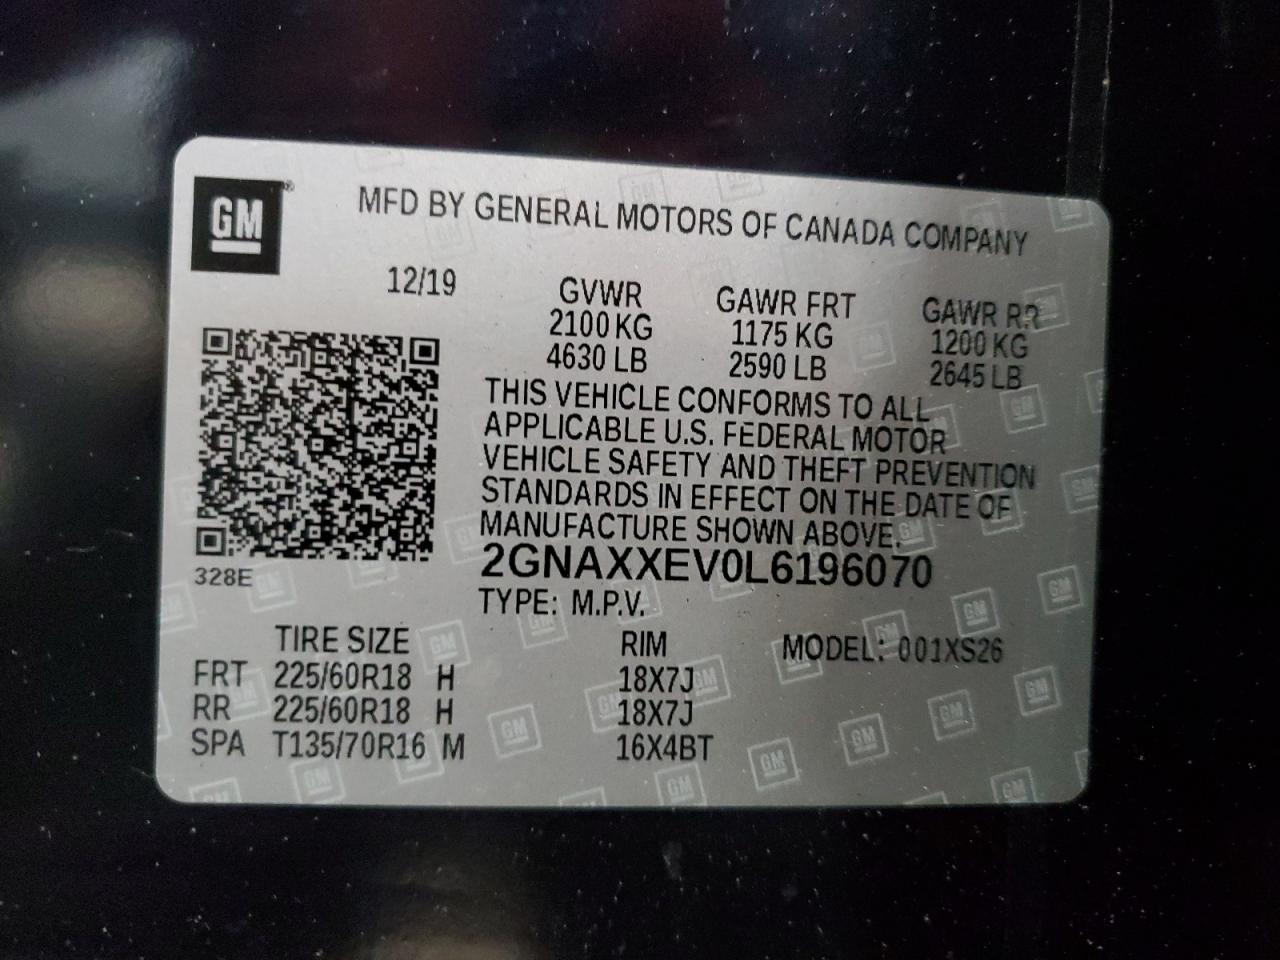 GM
MFD BY GENERAL MOTORS OF CANADA COMPANY
12/19
GVWR GAWR FRT GAWR RR
2100 KG 1175 KG 1200 KG
4630 LB 2590 LB 2645 LB
THIS VEHICLE CONFORMS TO ALL
APPLICABLE U.S. FEDERAL MOTOR
VEHICLE SAFETY AND THEFT PREVENTION
STANDARDS IN EFFECT ON THE DATE OF
MANUFACTURE SHOWN ABOVE.
2GNAXXEV0L6196070
328E
TYPE: M.P.V.
TIRE SIZE RIM MODEL: 001XS26
FRT 225/60R18 H 18X7J
RR 225/60R18 H 18X7J
SPA T135/70R16 M 16X4BT